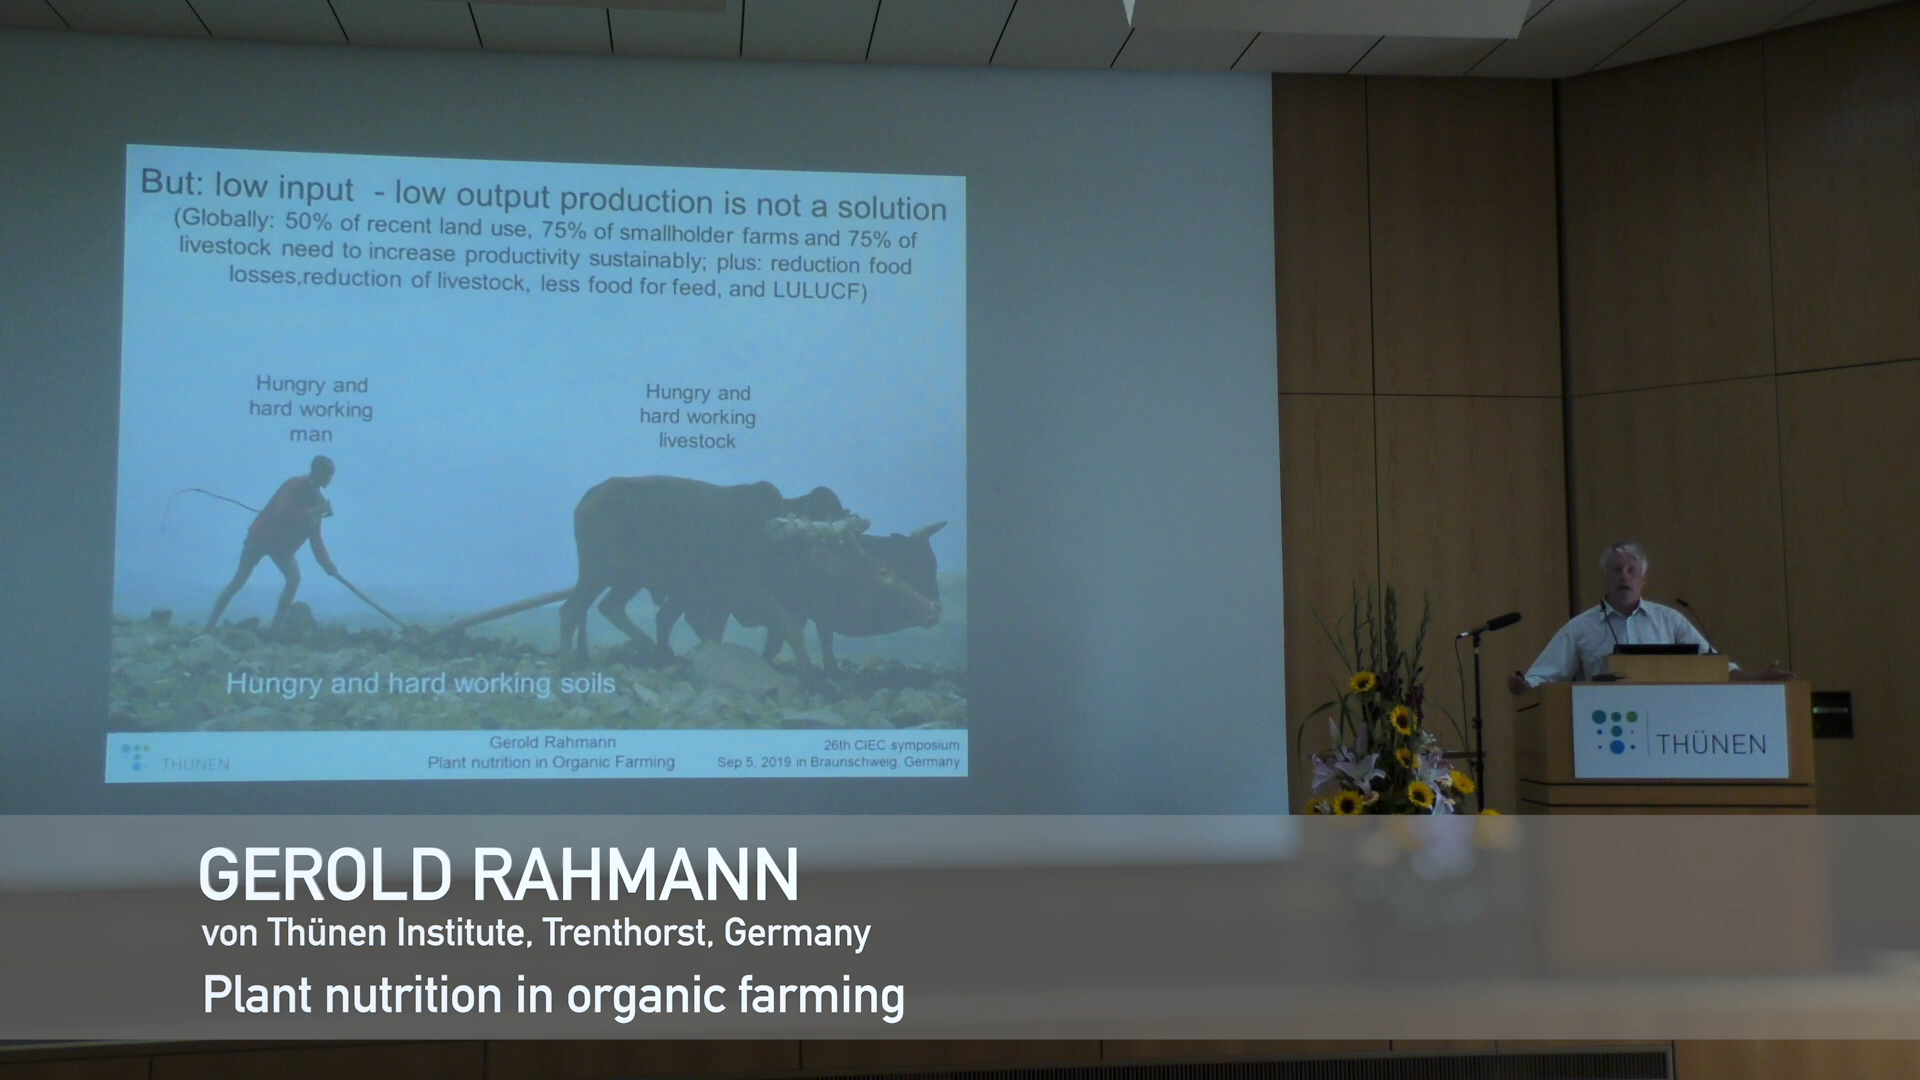 But: low input - low output production is not a solution
(Globally: 50% of recent land use, 75% of smallholder farms and 75% of
livestock need to increase productivity sustainably; plus: reduction food
losses,reduction of livestock, less food for feed, and LULUCF)
Hungry and
hard working
man
Hungry and
hard working
livestock
Hungry and hard working soils
THÜNEN
Gerold Rahmann
Plant nutrition in Organic Farming
26th CIEC symposium
Sep 5, 2019 in Braunschweig, Germany
THÜNEN
GEROLD RAHMANN
von Thünen Institute, Trenthorst, Germany
Plant nutrition in organic farming